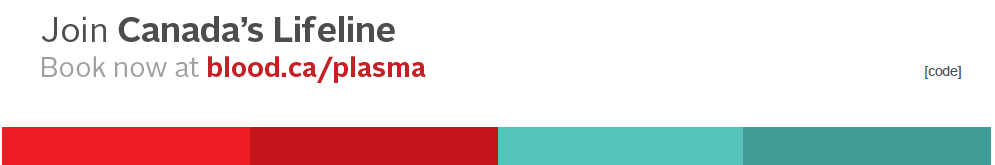 Join Canada's Lifeline
Book now at blood.ca/plasma
[code]